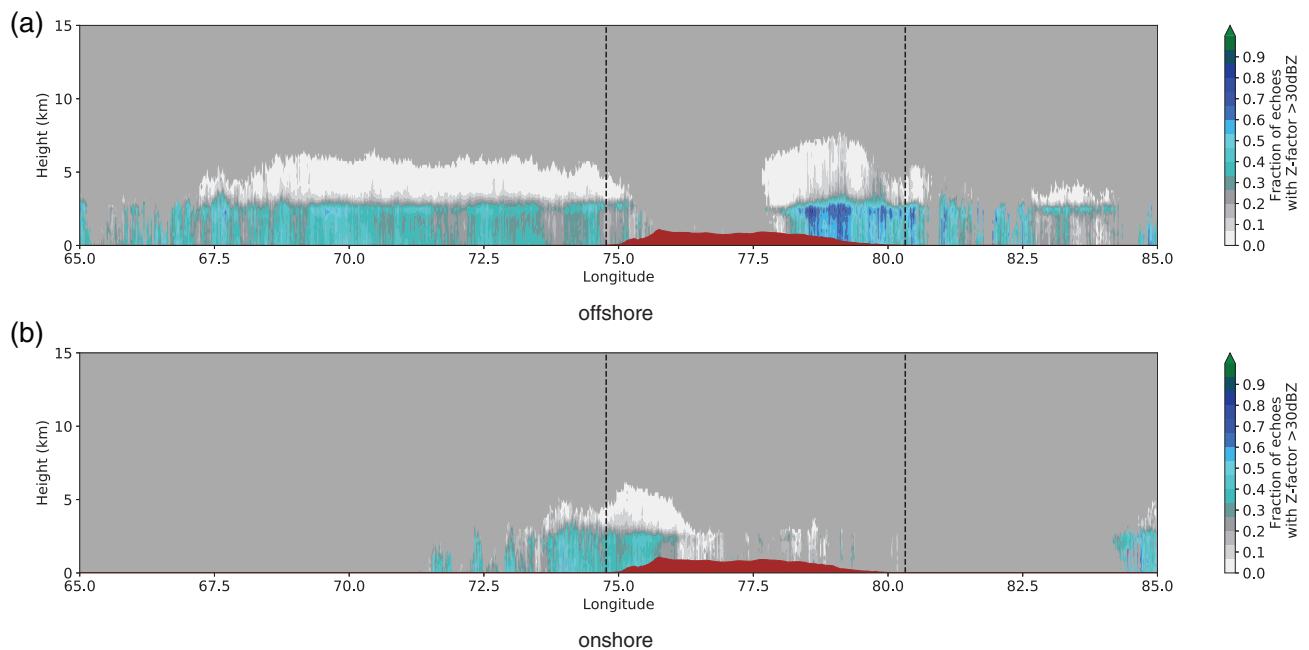 (a)
15
10
5
0
Height (km)
65.0 67.5 70.0 72.5 75.0 77.5 80.0 82.5 85.0
Longitude
0.9
0.8
0.7
0.6
0.5
0.4
0.3
0.2
0.1
0.0
Fraction of echoes
with Z-factor >30dBZ
offshore
(b)
15
10
5
0
Height (km)
65.0 67.5 70.0 72.5 75.0 77.5 80.0 82.5 85.0
Longitude
0.9
0.8
0.7
0.6
0.5
0.4
0.3
0.2
0.1
0.0
Fraction of echoes
with Z-factor >30dBZ
onshore